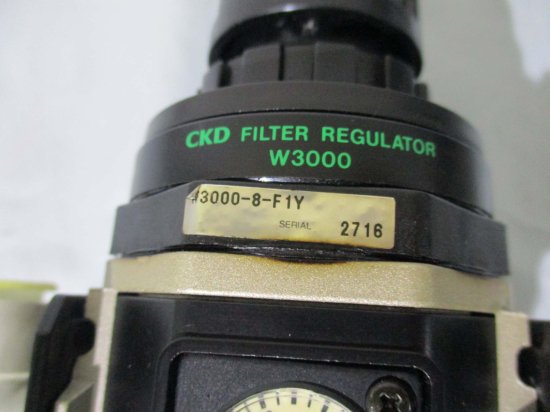 CKD FILTER REGULATOR
W3000
W3000-8-F1Y
SERIAL 2716